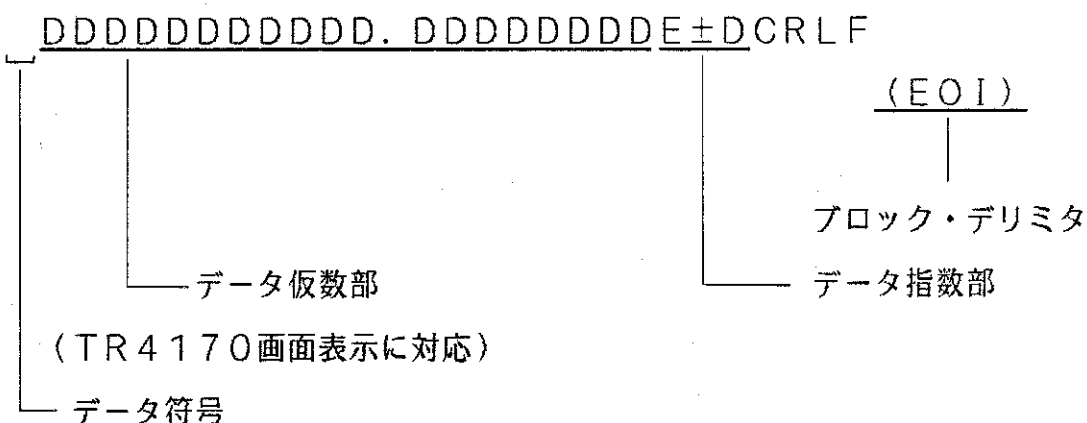 ␣DDDDDDDDDDD. DDDDDDDDE±DCRLF
(EOI)
ブロック・デリミタ
データ仮数部
データ指数部
(TR4170画面表示に対応)
データ符号